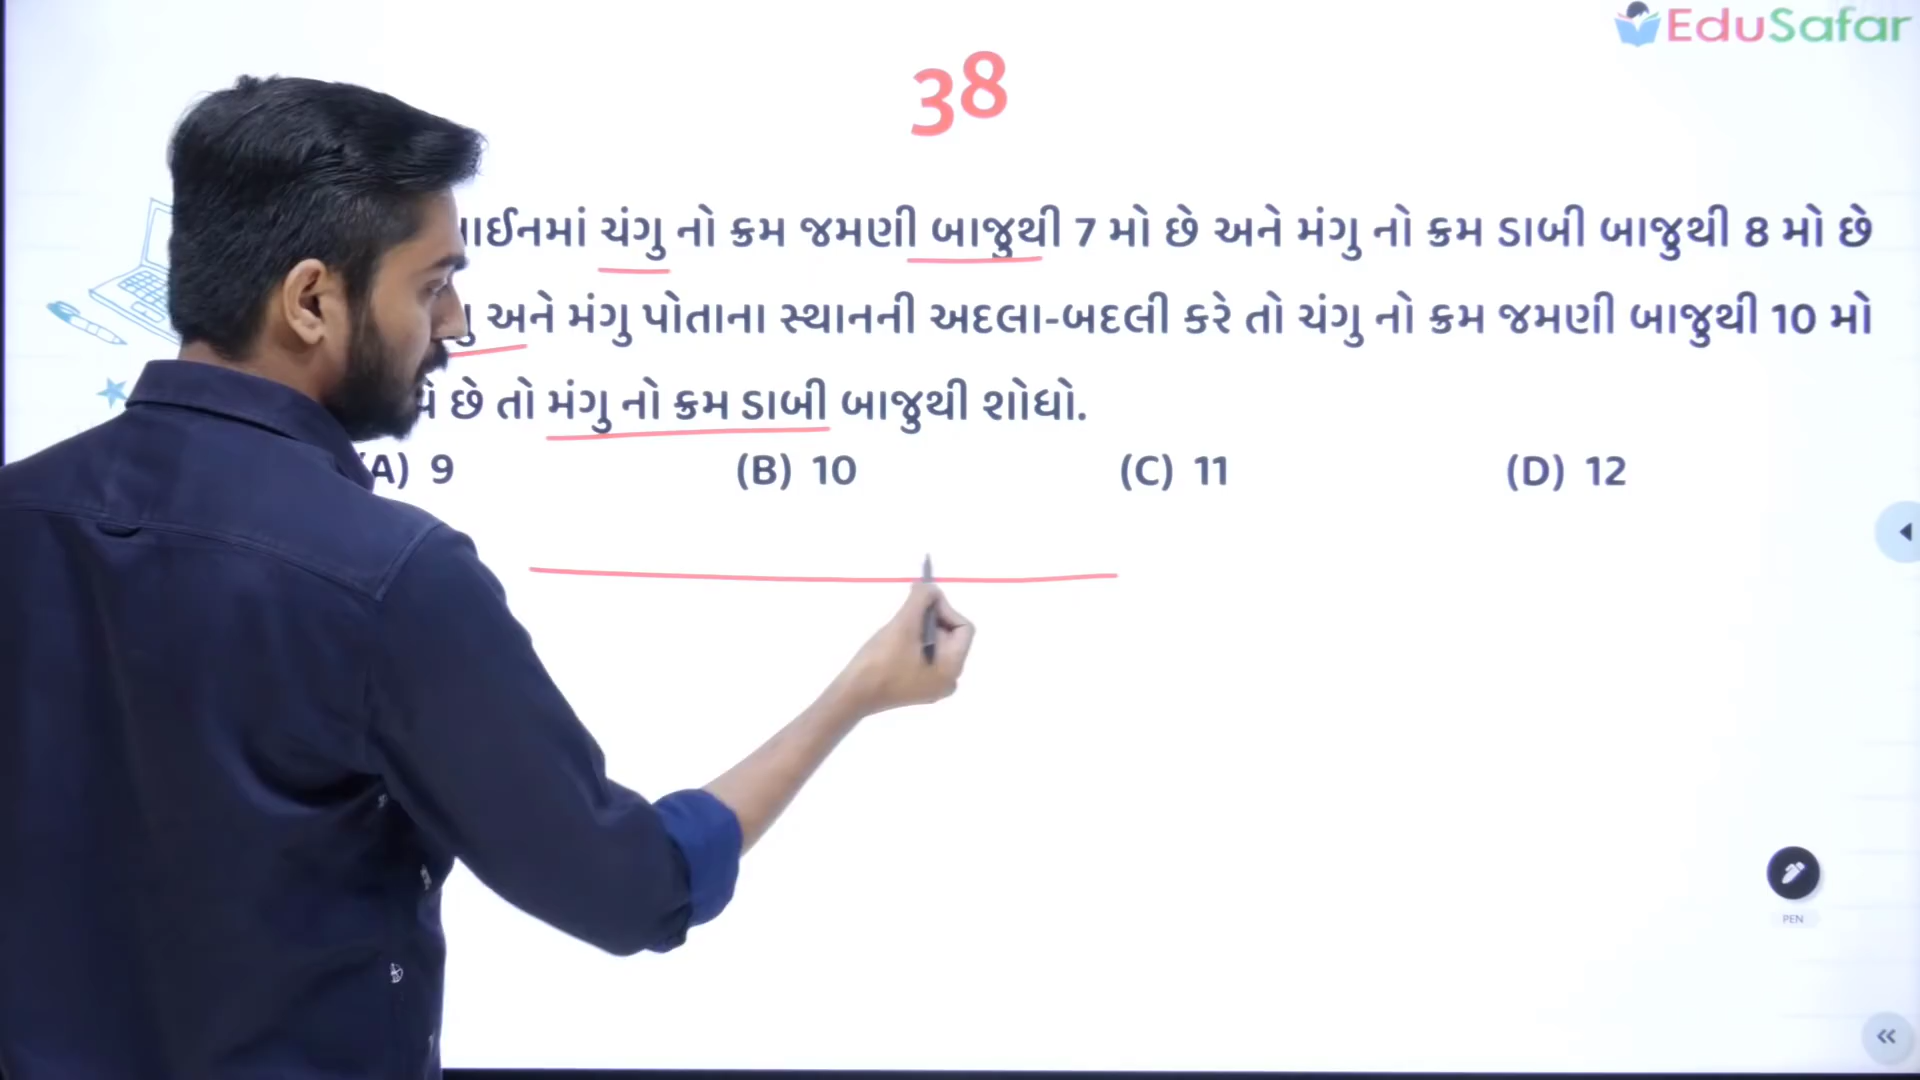 EduSafar
38
ચંગુ નો ક્રમ જમણી બાજુથી 7 મો છે અને મંગુ નો ક્રમ ડાબી બાજુથી 8 મો છે
અને મંગુ પોતાના સ્થાનની અદલા-બદલી કરે તો ચંગુ નો ક્રમ જમણી બાજુથી 10 મો
છે તો મંગુ નો ક્રમ ડાબી બાજુથી શોધો.
(A) 9 (B) 10 (C) 11 (D) 12
PEN